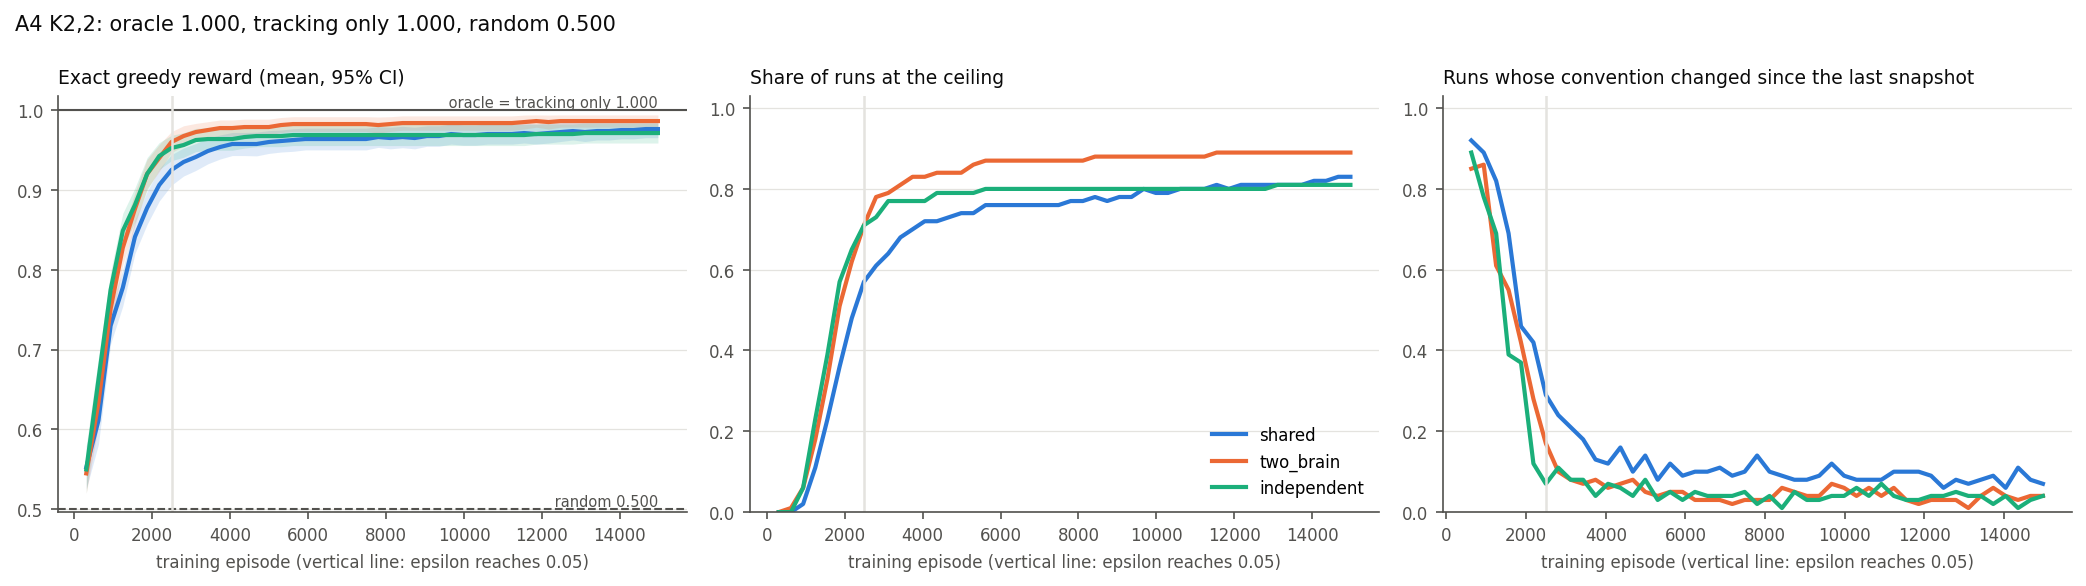 A4 K2,2: oracle 1.000, tracking only 1.000, random 0.500
Exact greedy reward (mean, 95% CI)
oracle = tracking only 1.000
random 0.500
1.0
0.9
0.8
0.7
0.6
0.5
0 2000 4000 6000 8000 10000 12000 14000
training episode (vertical line: epsilon reaches 0.05)
Share of runs at the ceiling
1.0
0.8
0.6
0.4
0.2
0.0
shared
two_brain
independent
0 2000 4000 6000 8000 10000 12000 14000
training episode (vertical line: epsilon reaches 0.05)
Runs whose convention changed since the last snapshot
1.0
0.8
0.6
0.4
0.2
0.0
0 2000 4000 6000 8000 10000 12000 14000
training episode (vertical line: epsilon reaches 0.05)